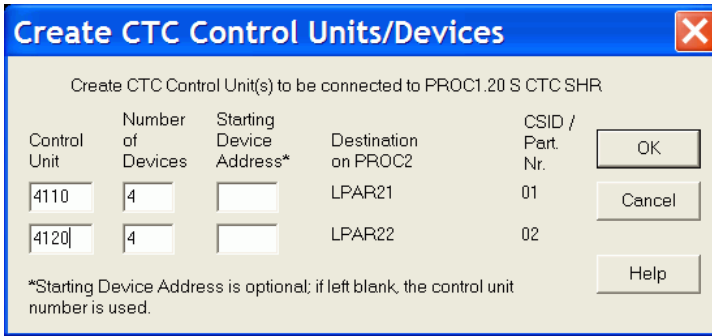 Create CTC Control Units/Devices
Create CTC Control Unit(s) to be connected to PROC1.20 S CTC SHR
Control Unit Number of Devices Starting Device Address* Destination on PROC2 CSID / Part. Nr.
4110 4 LPAR21 01
4120 4 LPAR22 02
OK
Cancel
Help
*Starting Device Address is optional; if left blank, the control unit
number is used.